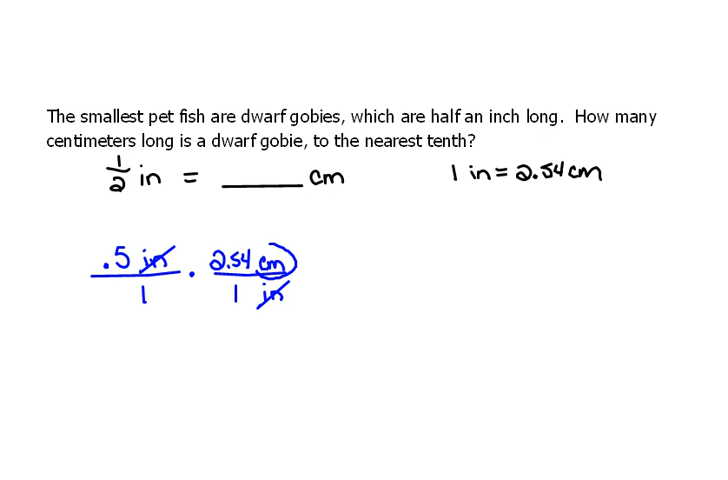 The smallest pet fish are dwarf gobies, which are half an inch long. How many
centimeters long is a dwarf gobie, to the nearest tenth?
1/2 in = ____ cm 1 in = 2.54 cm
.5 in/1 · 2.54 cm/1 in